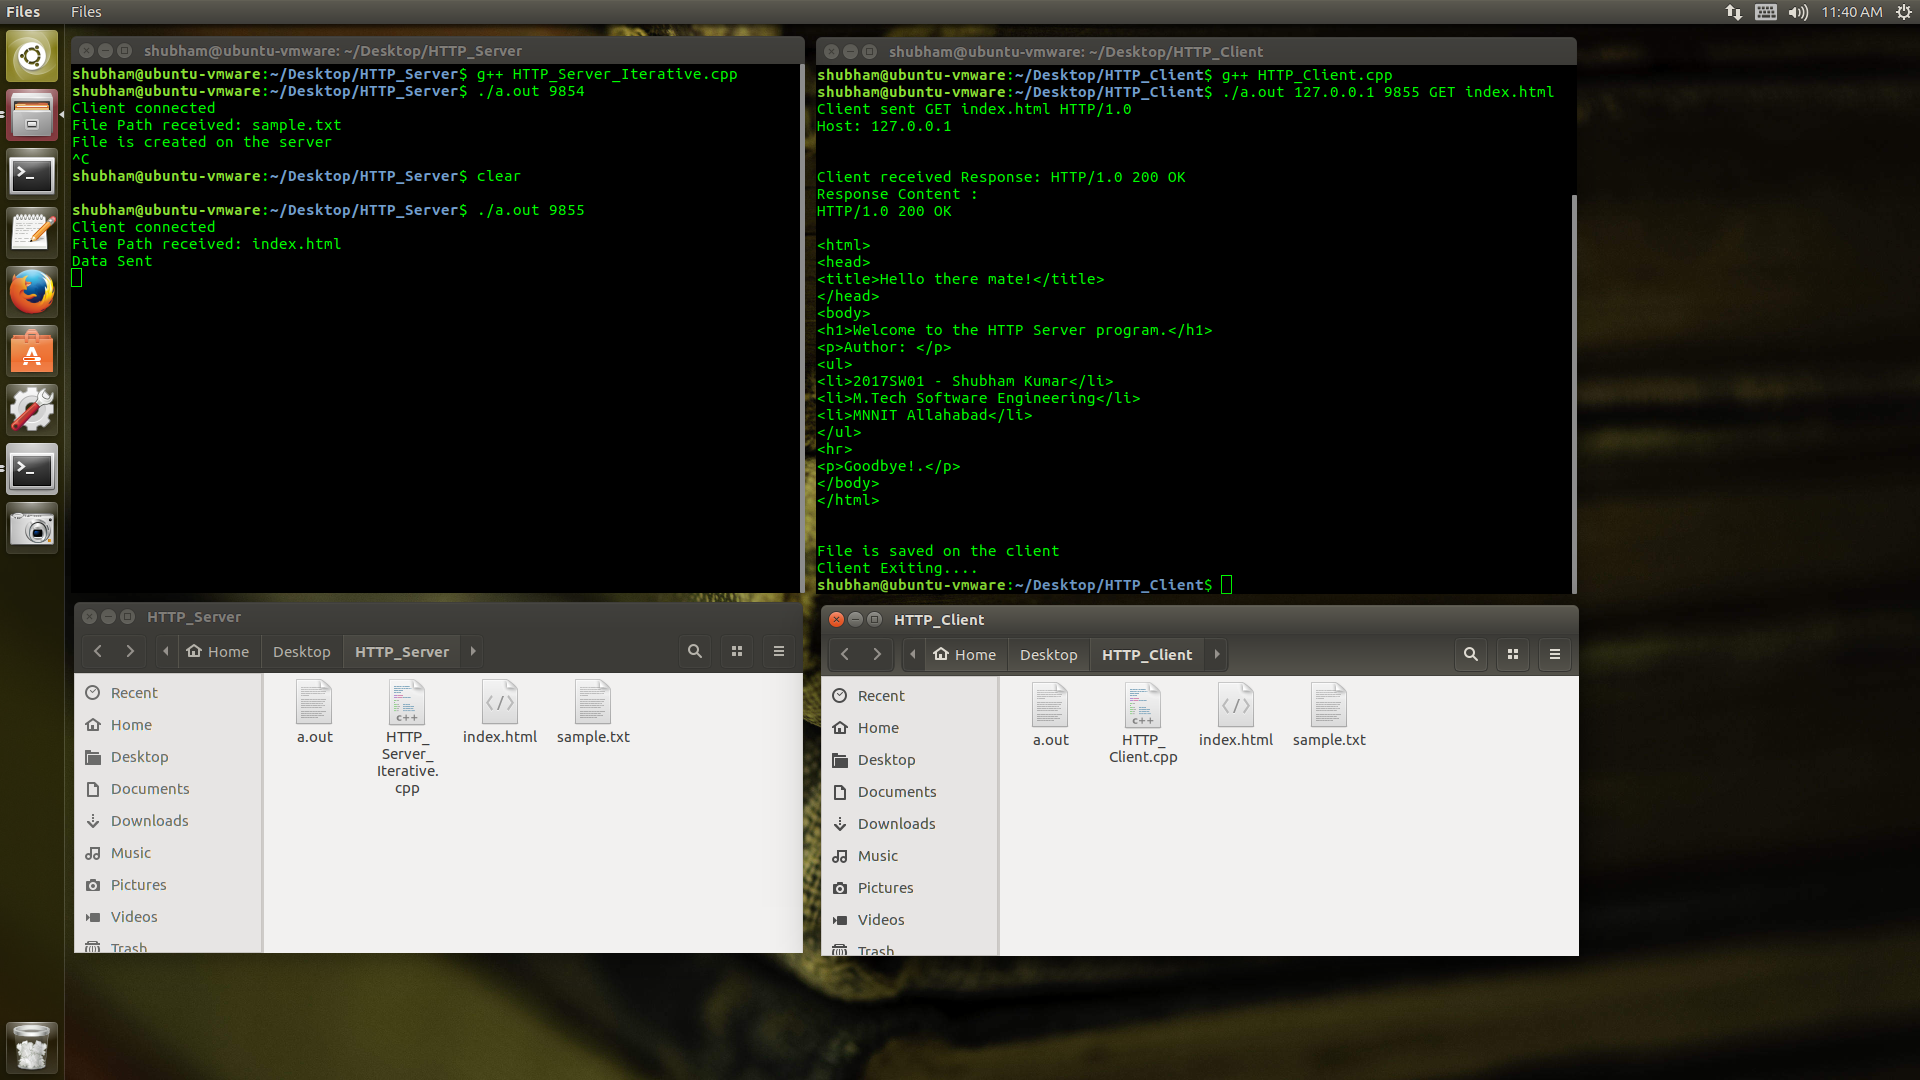 Files
Files
11:40 AM
shubham@ubuntu-vmware: ~/Desktop/HTTP_Server
shubham@ubuntu-vmware:~/Desktop/HTTP_Server$ g++ HTTP_Server_Iterative.cpp
shubham@ubuntu-vmware:~/Desktop/HTTP_Server$ ./a.out 9854
Client connected
File Path received: sample.txt
File is created on the server
^C
shubham@ubuntu-vmware:~/Desktop/HTTP_Server$ clear
shubham@ubuntu-vmware:~/Desktop/HTTP_Server$ ./a.out 9855
Client connected
File Path received: index.html
Data Sent
shubham@ubuntu-vmware: ~/Desktop/HTTP_Client
shubham@ubuntu-vmware:~/Desktop/HTTP_Client$ g++ HTTP_Client.cpp
shubham@ubuntu-vmware:~/Desktop/HTTP_Client$ ./a.out 127.0.0.1 9855 GET index.html
Client sent GET index.html HTTP/1.0
Host: 127.0.0.1
Client received Response: HTTP/1.0 200 OK
Response Content :
HTTP/1.0 200 OK
<html>
<head>
<title>Hello there mate!</title>
</head>
<body>
<h1>Welcome to the HTTP Server program.</h1>
<p>Author: </p>
<ul>
<li>2017SW01 - Shubham Kumar</li>
<li>M.Tech Software Engineering</li>
<li>MNNIT Allahabad</li>
</ul>
<hr>
<p>Goodbye!.</p>
</body>
</html>
File is saved on the client
Client Exiting....
shubham@ubuntu-vmware:~/Desktop/HTTP_Client$
HTTP_Server
Home Desktop HTTP_Server
Recent
Home
Desktop
Documents
Downloads
Music
Pictures
Videos
Trash
a.out
HTTP_
Server_
Iterative.
cpp
index.html
sample.txt
HTTP_Client
Home Desktop HTTP_Client
Recent
Home
Desktop
Documents
Downloads
Music
Pictures
Videos
Trash
a.out
HTTP_
Client.cpp
index.html
sample.txt